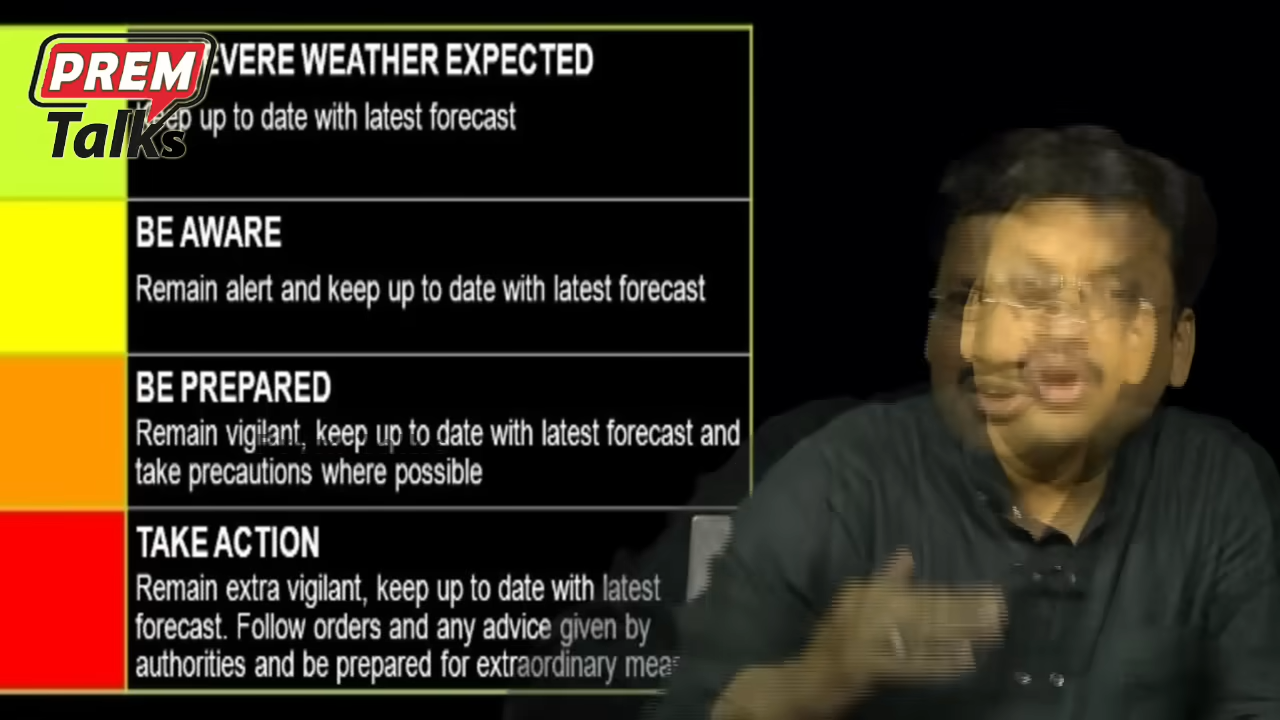 PREM
Talks
EVERE WEATHER EXPECTED
Keep up to date with latest forecast
BE AWARE
Remain alert and keep up to date with latest forecast
BE PREPARED
Remain vigilant, keep up to date with latest forecast and
take precautions where possible
TAKE ACTION
Remain extra vigilant, keep up to date with latest
forecast. Follow orders and any advice given by
authorities and be prepared for extraordinary meas